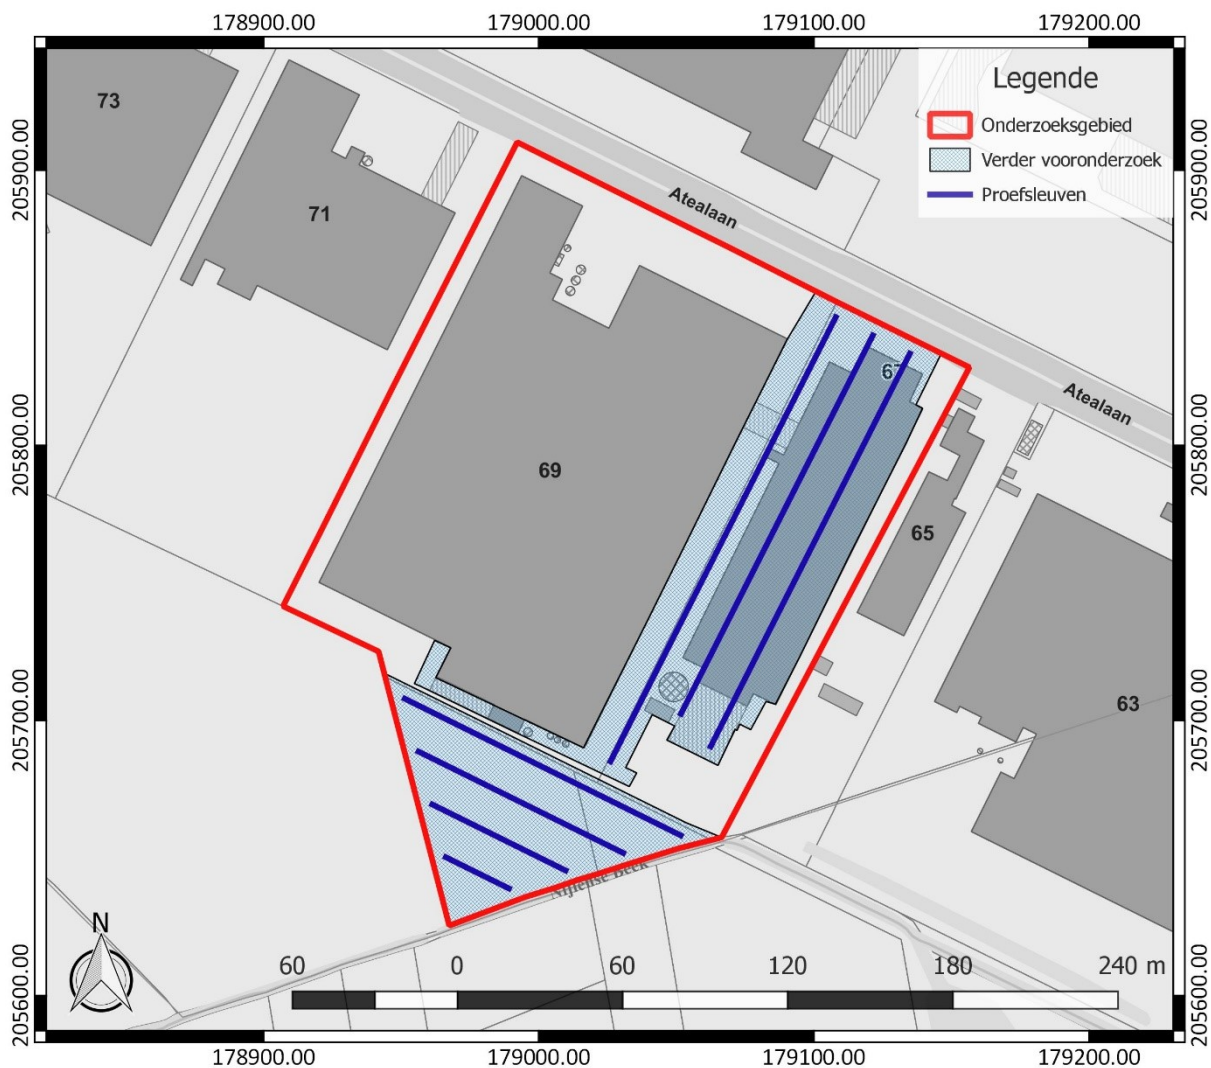 178900.00 179000.00 179100.00 179200.00
Legende
Onderzoeksgebied
Verder vooronderzoek
Proefsleuven
205900.00 205900.00
73
71
Atealaan
67
Atealaan
205800.00 205800.00
69
65
63
205700.00 205700.00
Beek
N
60 0 60 120 180 240 m
205600.00 205600.00
178900.00 179000.00 179100.00 179200.00